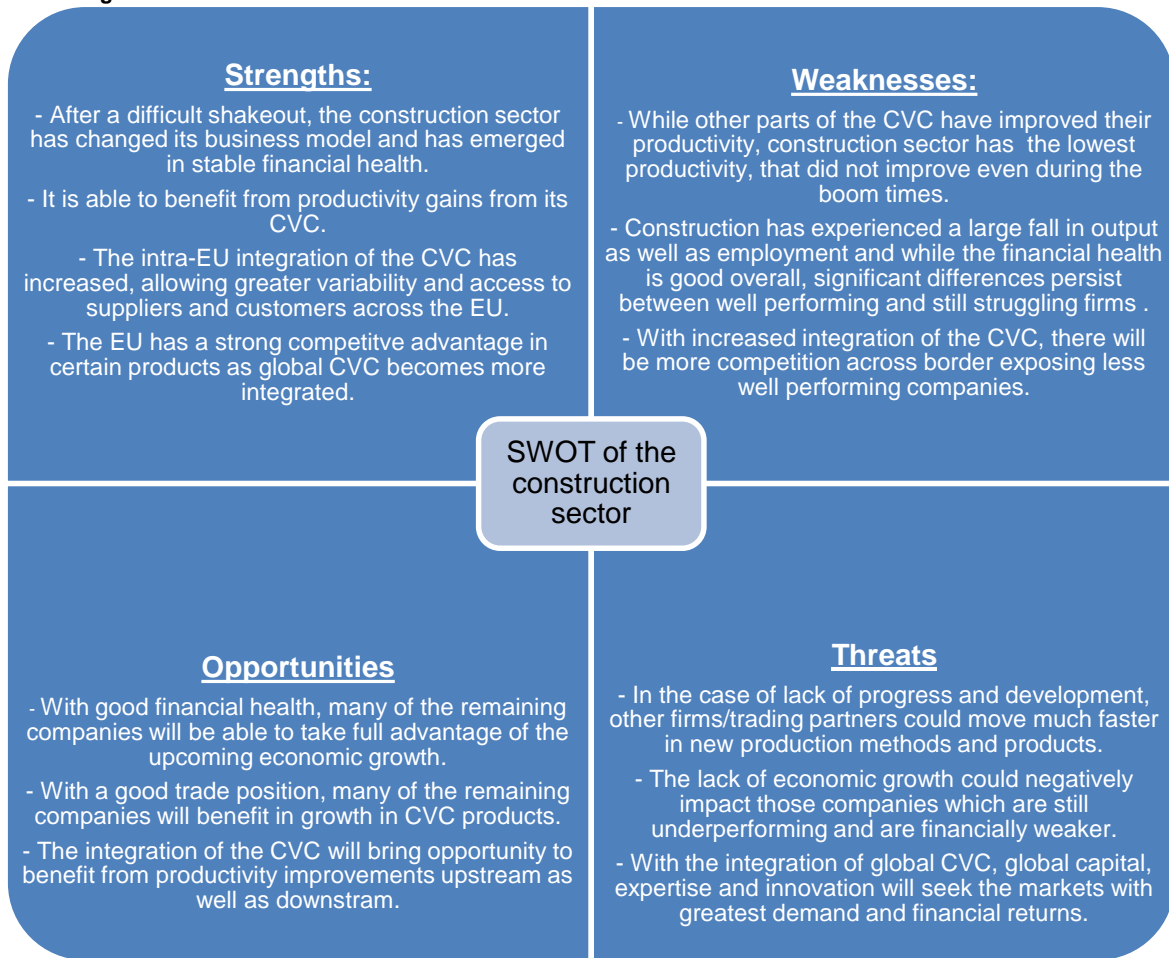 Strengths:
- After a difficult shakeout, the construction sector
has changed its business model and has emerged
in stable financial health.
- It is able to benefit from productivity gains from its
CVC.
- The intra-EU integration of the CVC has
increased, allowing greater variability and access to
suppliers and customers across the EU.
- The EU has a strong competitve advantage in
certain products as global CVC becomes more
integrated.
Weaknesses:
- While other parts of the CVC have improved their
productivity, construction sector has the lowest
productivity, that did not improve even during the
boom times.
- Construction has experienced a large fall in output
as well as employment and while the financial health
is good overall, significant differences persist
between well performing and still struggling firms .
- With increased integration of the CVC, there will
be more competition across border exposing less
well performing companies.
SWOT of the
construction
sector
Opportunities
- With good financial health, many of the remaining
companies will be able to take full advantage of the
upcoming economic growth.
- With a good trade position, many of the remaining
companies will benefit in growth in CVC products.
- The integration of the CVC will bring opportunity to
benefit from productivity improvements upstream as
well as downstram.
Threats
- In the case of lack of progress and development,
other firms/trading partners could move much faster
in new production methods and products.
- The lack of economic growth could negatively
impact those companies which are still
underperforming and are financially weaker.
- With the integration of global CVC, global capital,
expertise and innovation will seek the markets with
greatest demand and financial returns.